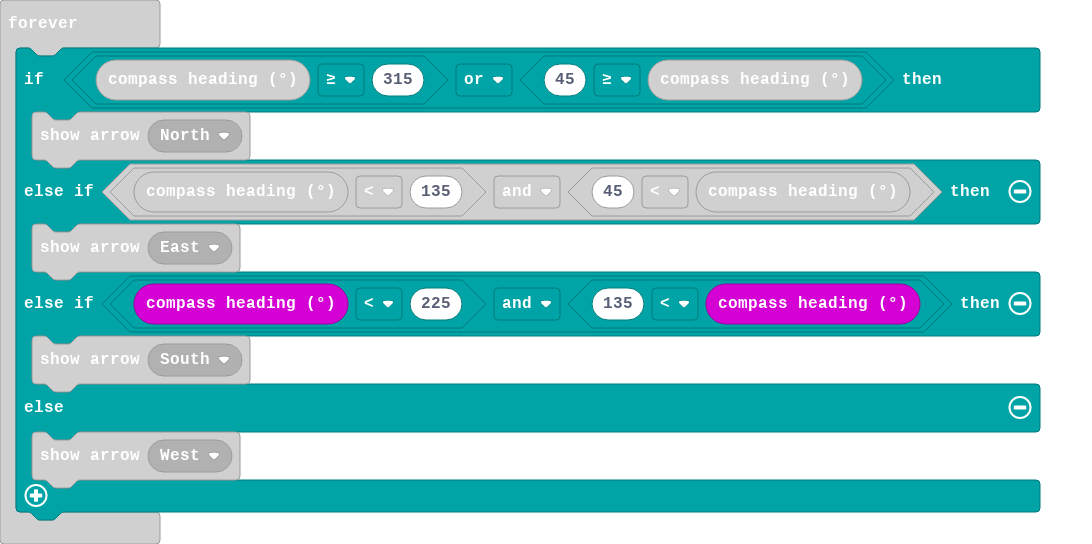 forever
if compass heading (°) ≥ 315 or 45 ≥ compass heading (°) then
show arrow North
else if compass heading (°) < 135 and 45 < compass heading (°) then
show arrow East
else if compass heading (°) < 225 and 135 < compass heading (°) then
show arrow South
else
show arrow West